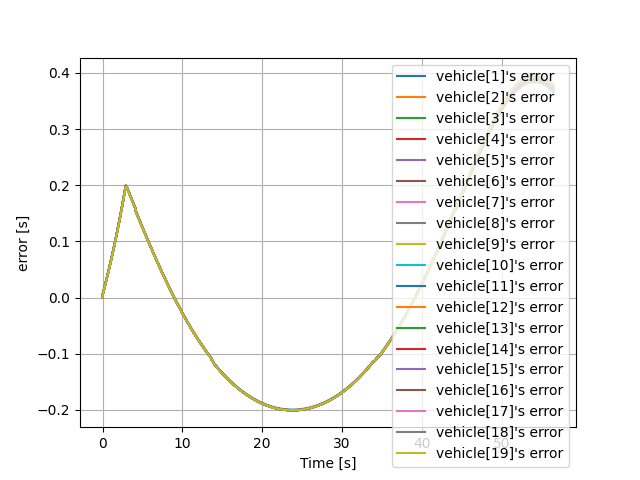 0.4
0.3
0.2
0.1
0.0
−0.1
−0.2
error [s]
0
10
20
30
40
50
Time [s]
vehicle[1]'s error
vehicle[2]'s error
vehicle[3]'s error
vehicle[4]'s error
vehicle[5]'s error
vehicle[6]'s error
vehicle[7]'s error
vehicle[8]'s error
vehicle[9]'s error
vehicle[10]'s error
vehicle[11]'s error
vehicle[12]'s error
vehicle[13]'s error
vehicle[14]'s error
vehicle[15]'s error
vehicle[16]'s error
vehicle[17]'s error
vehicle[18]'s error
vehicle[19]'s error